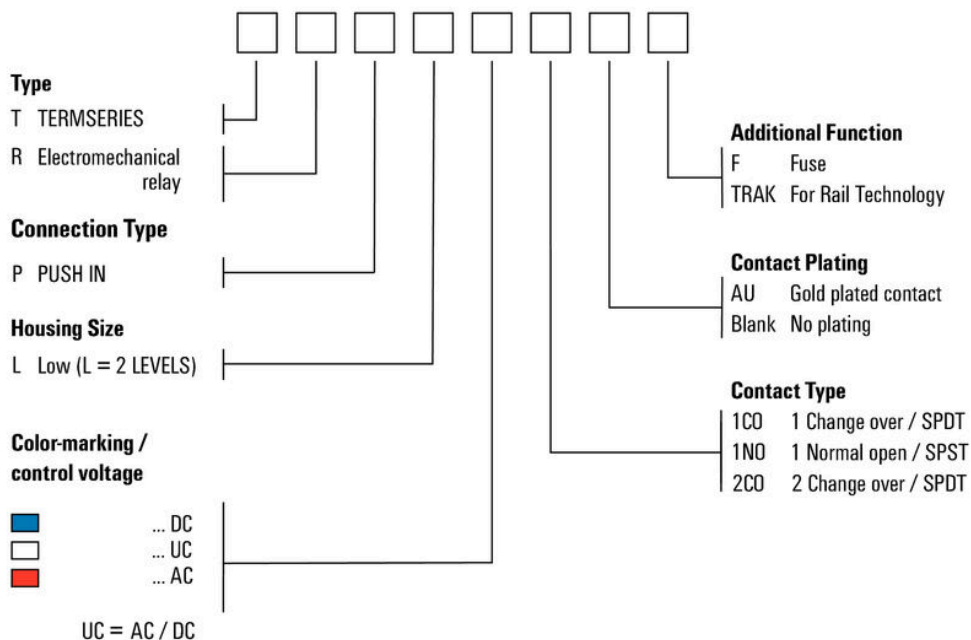 Type
T TERMSERIES
R Electromechanical
relay
Connection Type
P PUSH IN
Housing Size
L Low (L = 2 LEVELS)
Color-marking /
control voltage
... DC
... UC
... AC
UC = AC / DC
Additional Function
F Fuse
TRAK For Rail Technology
Contact Plating
AU Gold plated contact
Blank No plating
Contact Type
1CO 1 Change over / SPDT
1NO 1 Normal open / SPST
2CO 2 Change over / SPDT